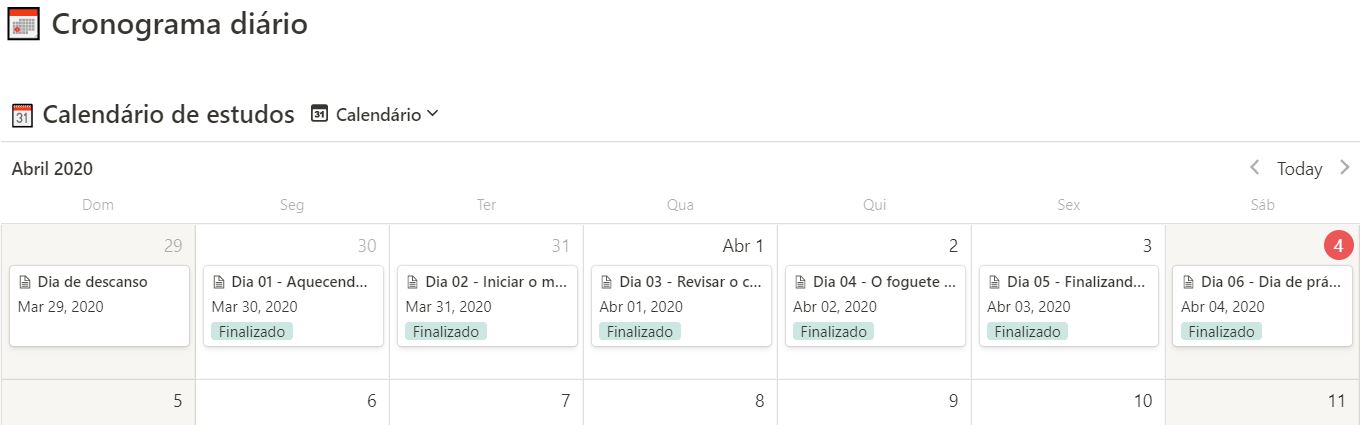 Cronograma diário
31 Calendário de estudos 31 Calendário
Abril 2020 Today
Dom Seg Ter Qua Qui Sex Sáb
29 30 31 Abr 1 2 3 4
Dia de descanso Dia 01 - Aquecend... Dia 02 - Iniciar o m... Dia 03 - Revisar o c... Dia 04 - O foguete ... Dia 05 - Finalizand... Dia 06 - Dia de prá...
Mar 29, 2020 Mar 30, 2020 Mar 31, 2020 Abr 01, 2020 Abr 02, 2020 Abr 03, 2020 Abr 04, 2020
Finalizado Finalizado Finalizado Finalizado Finalizado Finalizado
5 6 7 8 9 10 11